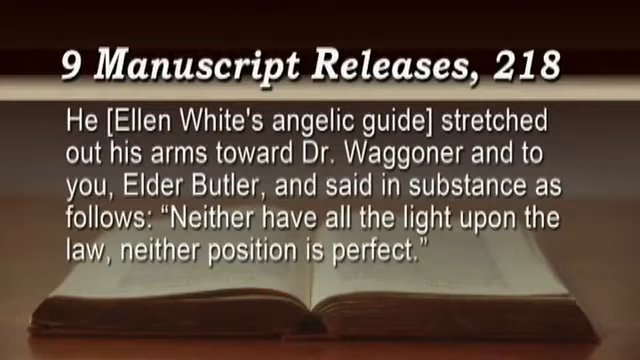 9 Manuscript Releases, 218
He [Ellen White's angelic guide] stretched
out his arms toward Dr. Waggoner and to
you, Elder Butler, and said in substance as
follows: “Neither have all the light upon the
law, neither position is perfect.”